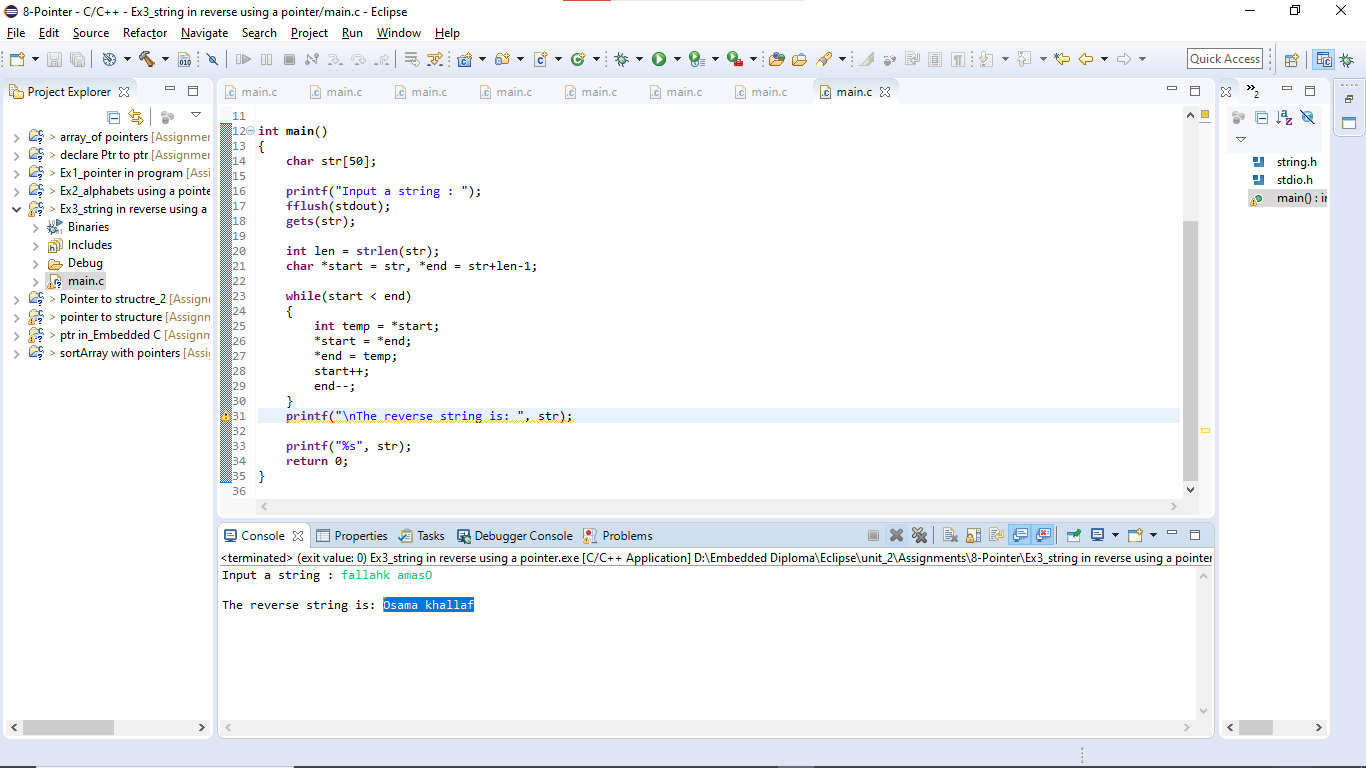 8-Pointer - C/C++ - Ex3_string in reverse using a pointer/main.c - Eclipse
File Edit Source Refactor Navigate Search Project Run Window Help
Quick Access
Project Explorer
> array_of pointers [Assignmer
> declare Ptr to ptr [Assignmer
> Ex1_pointer in program [Assi
> Ex2_alphabets using a pointe
> Ex3_string in reverse using a
Binaries
Includes
Debug
main.c
> Pointer to structre_2 [Assignı
> pointer to structure [Assignn
> ptr in_Embedded C [Assignn
> sortArray with pointers [Assi
main.c main.c main.c main.c main.c main.c main.c main.c
11
12 int main()
13 {
14 char str[50];
15
16 printf("Input a string : ");
17 fflush(stdout);
18 gets(str);
19
20 int len = strlen(str);
21 char *start = str, *end = str+len-1;
22
23 while(start < end)
24 {
25 int temp = *start;
26 *start = *end;
27 *end = temp;
28 start++;
29 end--;
30 }
31 printf("\nThe reverse string is: ", str);
32
33 printf("%s", str);
34 return 0;
35 }
36
»2
string.h
stdio.h
main() : ir
Console Properties Tasks Debugger Console Problems
<terminated> (exit value: 0) Ex3_string in reverse using a pointer.exe [C/C++ Application] D:\Embedded Diploma\Eclipse\unit_2\Assignments\8-Pointer\Ex3_string in reverse using a pointer
Input a string : fallahk amasO
The reverse string is: Osama khallaf